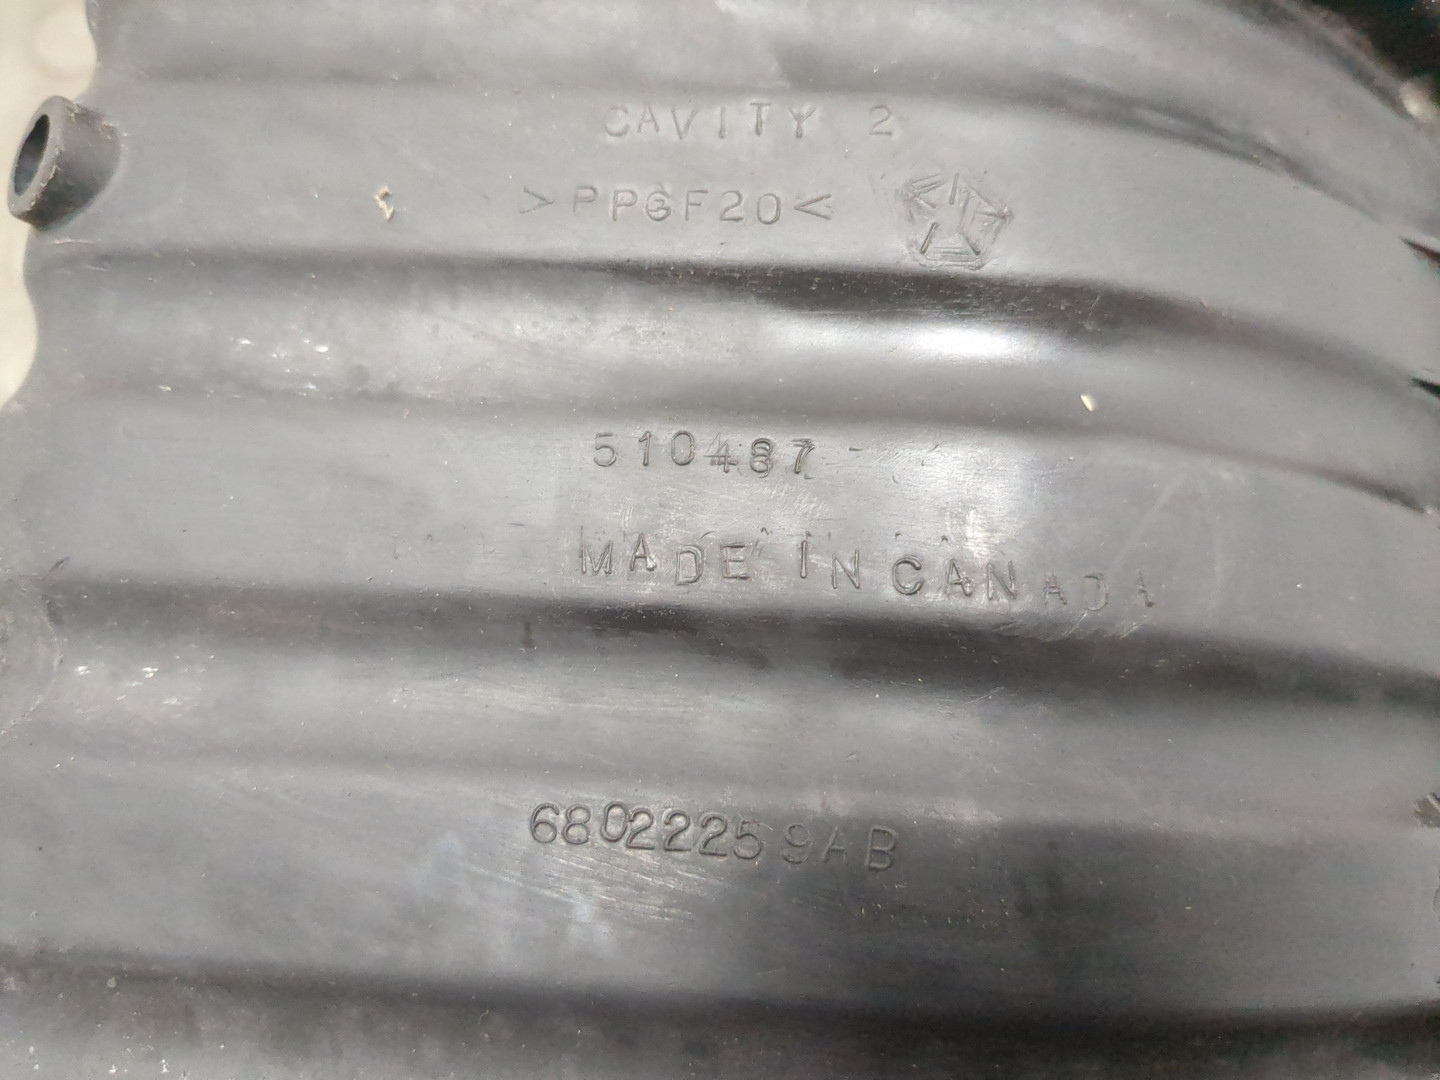 CAVITY 2
>PPGF20<
510487
MADE IN CANADA
68022259AB